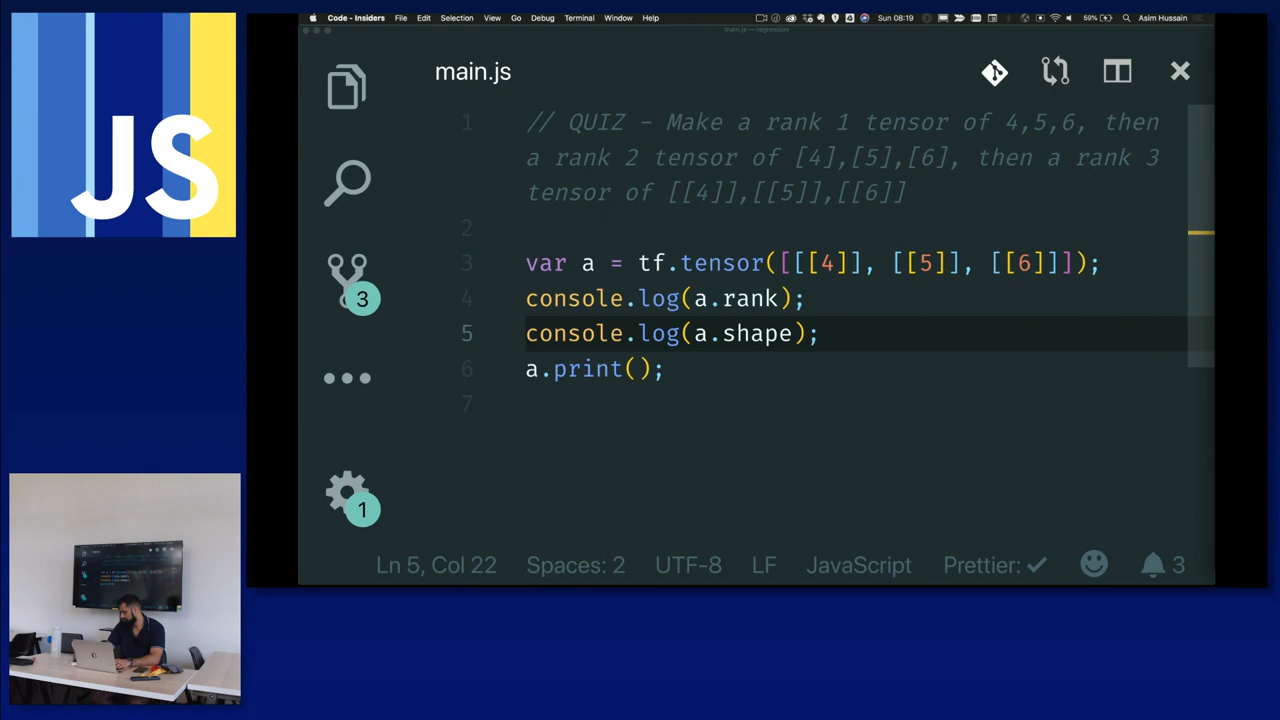 JS
Code - Insiders File Edit Selection View Go Debug Terminal Window Help Sun 08:19 59% Asim Hussain
main.js — regression
main.js
1 // QUIZ - Make a rank 1 tensor of 4,5,6, then
a rank 2 tensor of [4],[5],[6], then a rank 3
tensor of [[4]],[[5]],[[6]]
2
3 var a = tf.tensor([[[4]], [[5]], [[6]]]);
4 console.log(a.rank);
5 console.log(a.shape);
6 a.print();
7
3
1
Ln 5, Col 22 Spaces: 2 UTF-8 LF JavaScript Prettier: ✓ 3